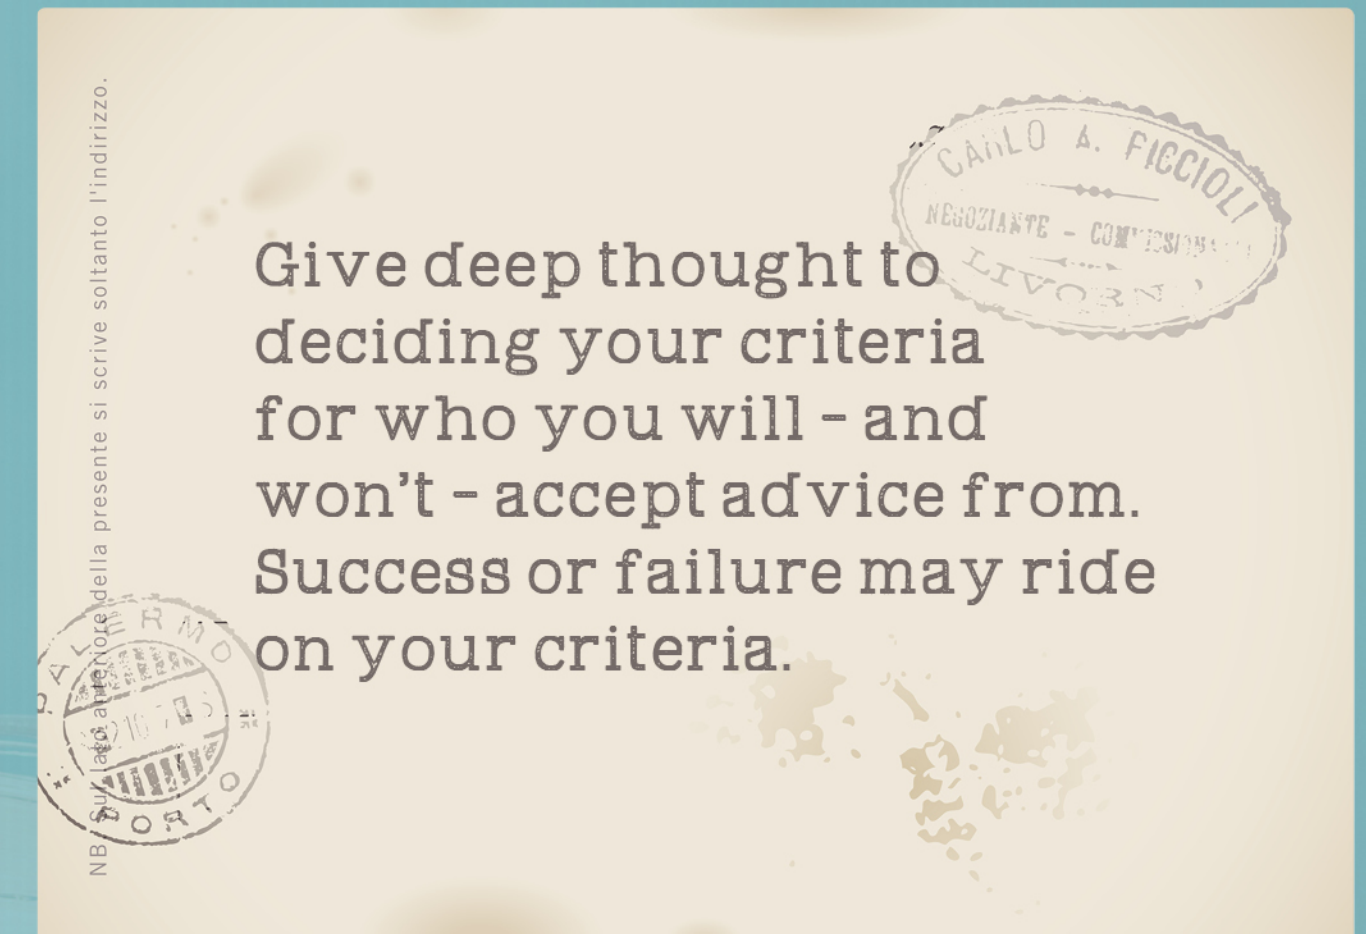 NB. Sul lato anteriore della presente si scrive soltanto l'indirizzo.
CARLO A. FICCIOLI
NEGOZIANTE - 
LIVORNO
Give deep thought to
deciding your criteria
for who you will - and
won't - accept advice from.
Success or failure may ride
on your criteria.
PALERMO
PORTO